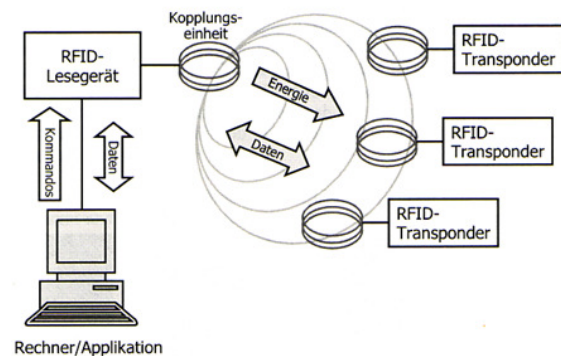 Kopplungs-
einheit
RFID-
Lesegerät
RFID-
Transponder
Energie
Daten
RFID-
Transponder
Kommandos
Daten
RFID-
Transponder
Rechner/Applikation